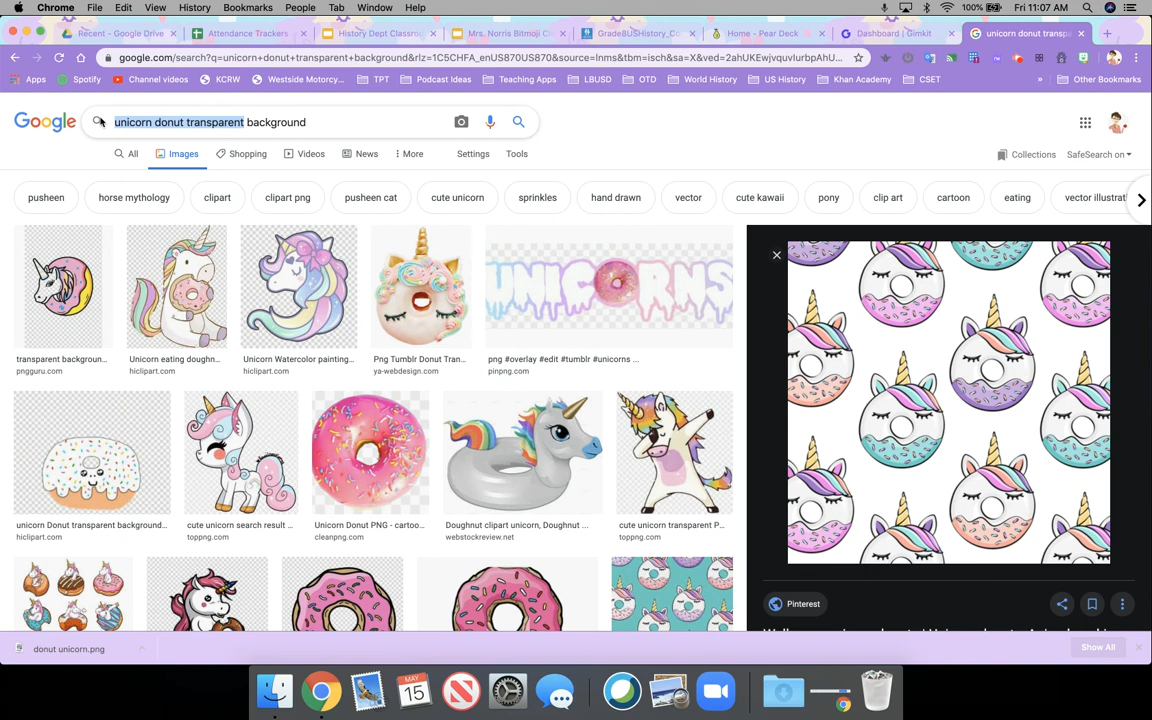 Chrome File Edit View History Bookmarks People Tab Window Help 100% Fri 11:07 AM
Recent - Google Drive Attendance Trackers History Dept Classroo Mrs. Norris Bitmoji Cl Grade8USHistory_Co Home - Pear Deck Dashboard | Gimkit unicorn donut transpa
google.com/search?q=unicorn+donut+transparent+background&rlz=1C5CHFA_enUS870US870&source=lnms&tbm=isch&sa=X&ved=2ahUKEwjvquvIurbpAhU...
Apps Spotify Channel videos KCRW Westside Motorcy... TPT Podcast Ideas Teaching Apps LBUSD OTD World History US History Khan Academy CSET » Other Bookmarks
Google unicorn donut transparent background
All Images Shopping Videos News More Settings Tools Collections SafeSearch on
pusheen horse mythology clipart clipart png pusheen cat cute unicorn sprinkles hand drawn vector cute kawaii pony clip art cartoon eating vector illustrat
UNICORNS
transparent backgroun... Unicorn eating doughn... Unicorn Watercolor painting... Png Tumblr Donut Tran... png #overlay #edit #tumblr #unicorns ...
pngguru.com hiclipart.com hiclipart.com ya-webdesign.com pinpng.com
unicorn Donut transparent background... cute unicorn search result ... Unicorn Donut PNG - cartoo... Doughnut clipart unicorn, Doughnut ... cute unicorn transparent P...
hiclipart.com toppng.com cleanpng.com webstockreview.net toppng.com
Pinterest
donut unicorn.png Show All
MAY
15